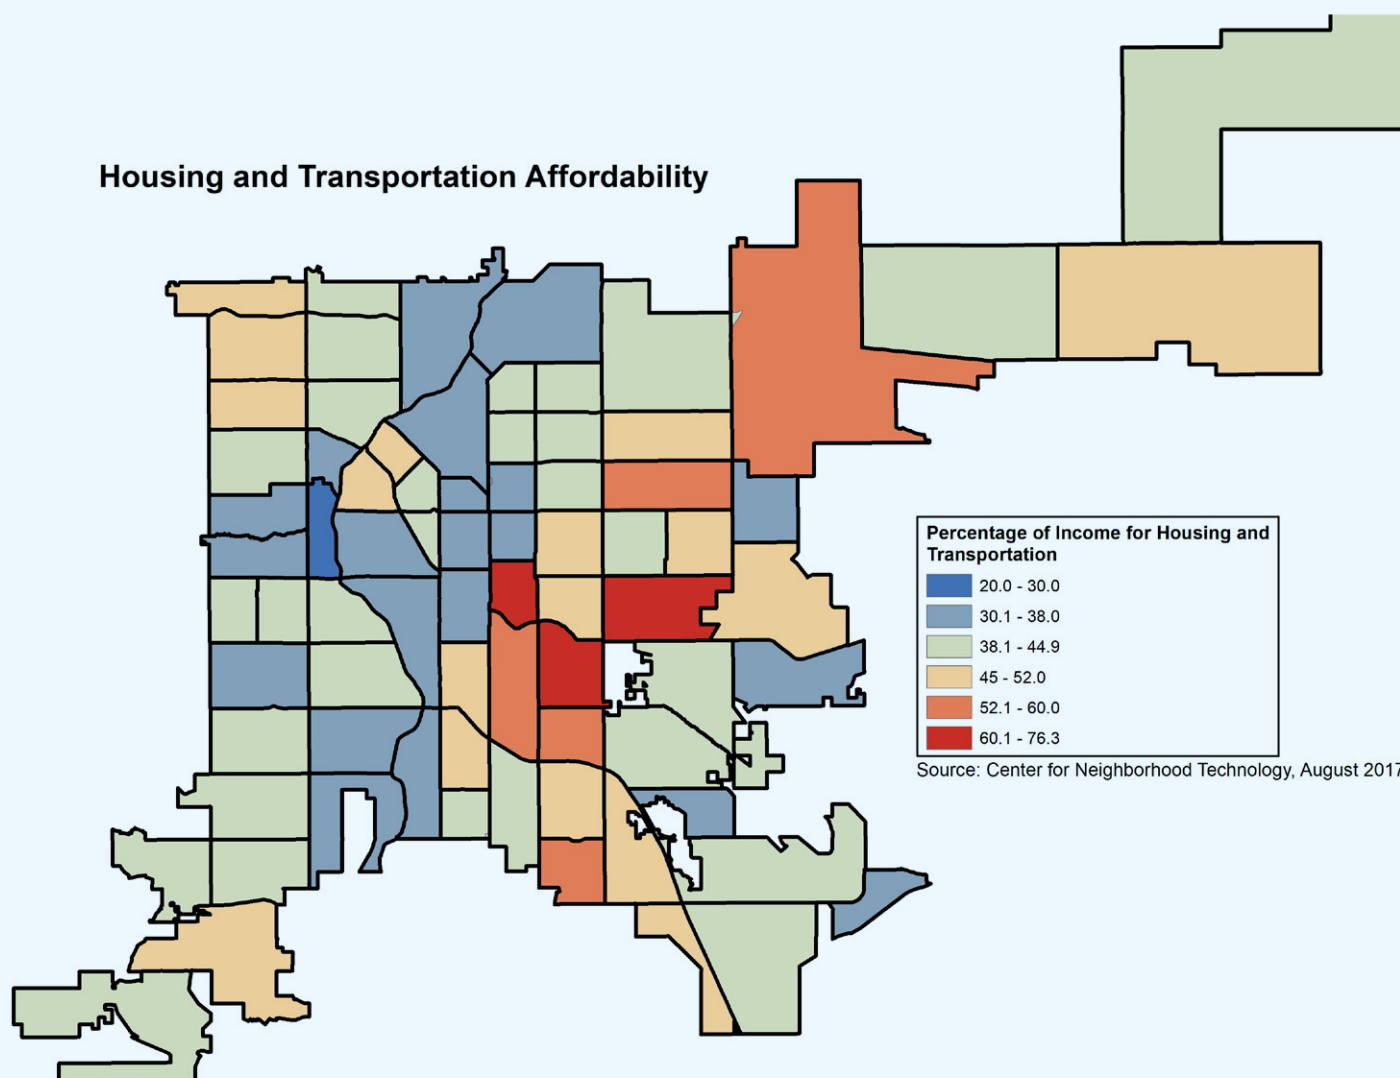 Housing and Transportation Affordability
Percentage of Income for Housing and
Transportation
20.0 - 30.0
30.1 - 38.0
38.1 - 44.9
45 - 52.0
52.1 - 60.0
60.1 - 76.3
Source: Center for Neighborhood Technology, August 2017